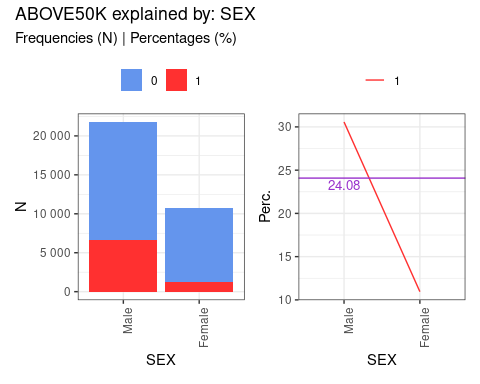 ABOVE50K explained by: SEX
Frequencies (N) | Percentages (%)
0 1
1
N
20 000
15 000
10 000
5 000
0
Male
Female
SEX
Perc.
30
25
20
15
10
24.08
Male
Female
SEX